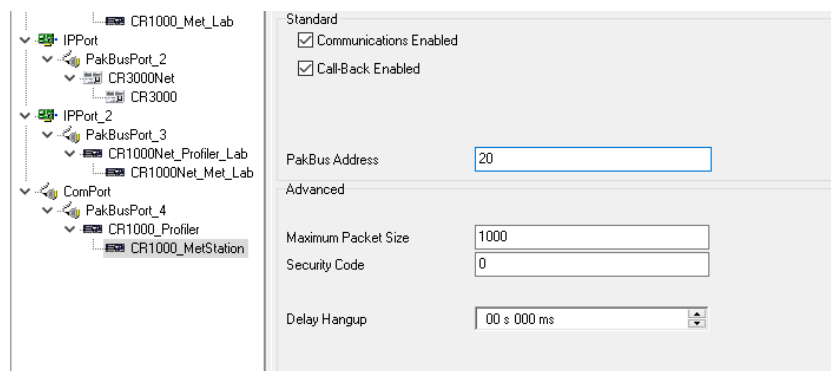 CR1000_Met_Lab
IPPort
PakBusPort_2
CR3000Net
CR3000
IPPort_2
PakBusPort_3
CR1000Net_Profiler_Lab
CR1000Net_Met_Lab
ComPort
PakBusPort_4
CR1000_Profiler
CR1000_MetStation
Standard
Communications Enabled
Call-Back Enabled
PakBus Address 20
Advanced
Maximum Packet Size 1000
Security Code 0
Delay Hangup 00 s 000 ms